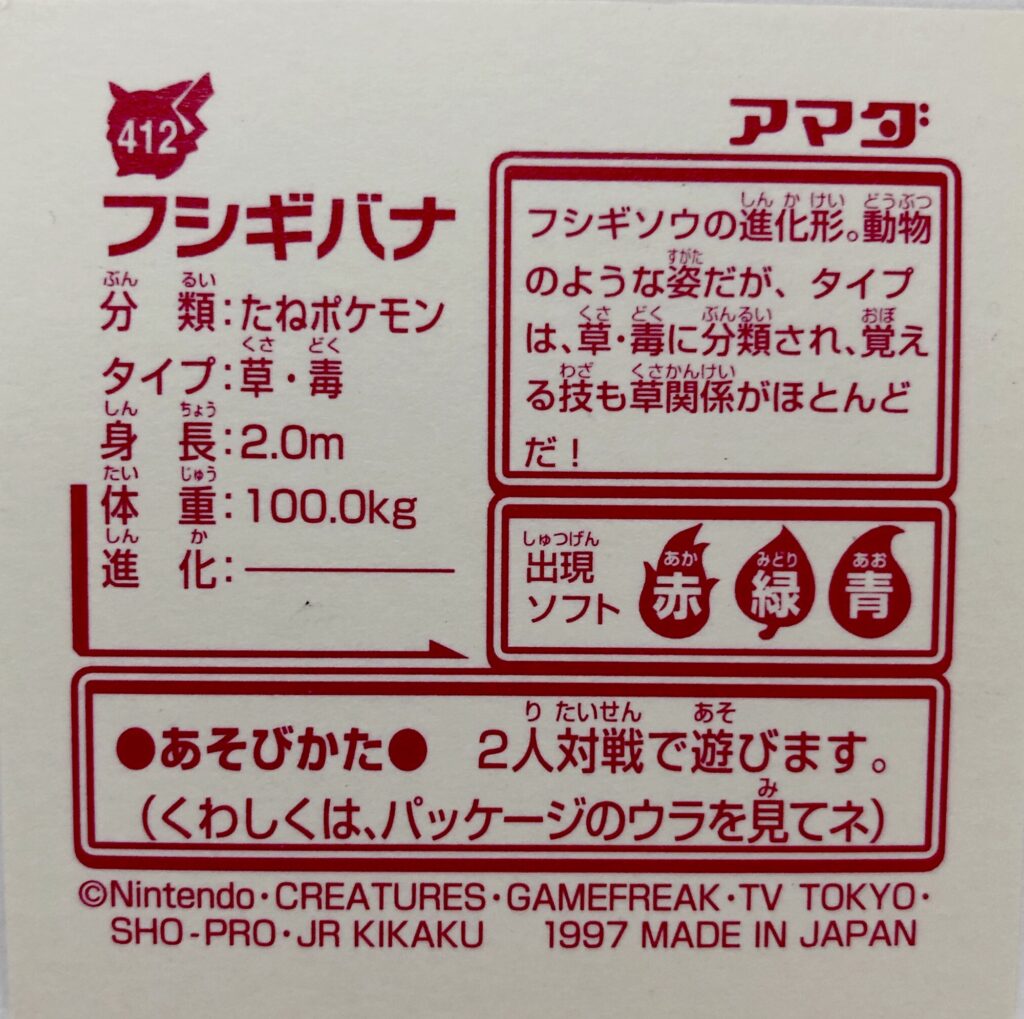 412
フシギバナ
分類:たねポケモン
タイプ:草・毒
身長:2.0m
体重:100.0kg
進化:―
アマダ
フシギソウの進化形。動物
のような姿だが、タイプ
は、草・毒に分類され、覚え
る技も草関係がほとんど
だ!
出現
ソフト
赤 緑 青
●あそびかた● 2人対戦で遊びます。
(くわしくは、パッケージのウラを見てネ)
©Nintendo・CREATURES・GAMEFREAK・TV TOKYO・
SHO-PRO・JR KIKAKU 1997 MADE IN JAPAN